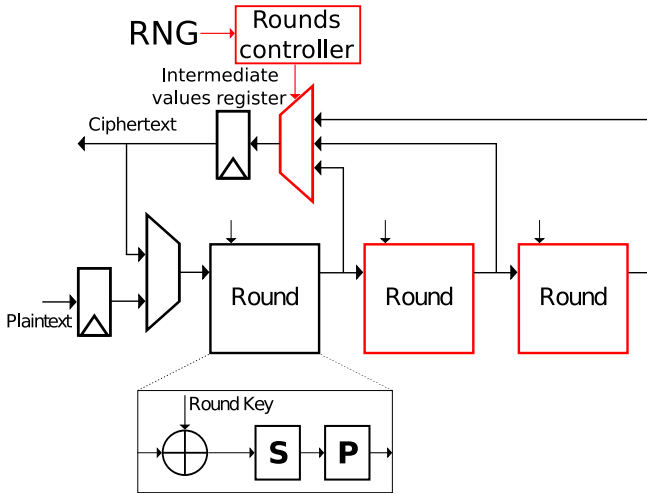 RNG
Rounds
controller
Intermediate
values register
Ciphertext
Plaintext
Round
Round
Round
Round Key
S
P